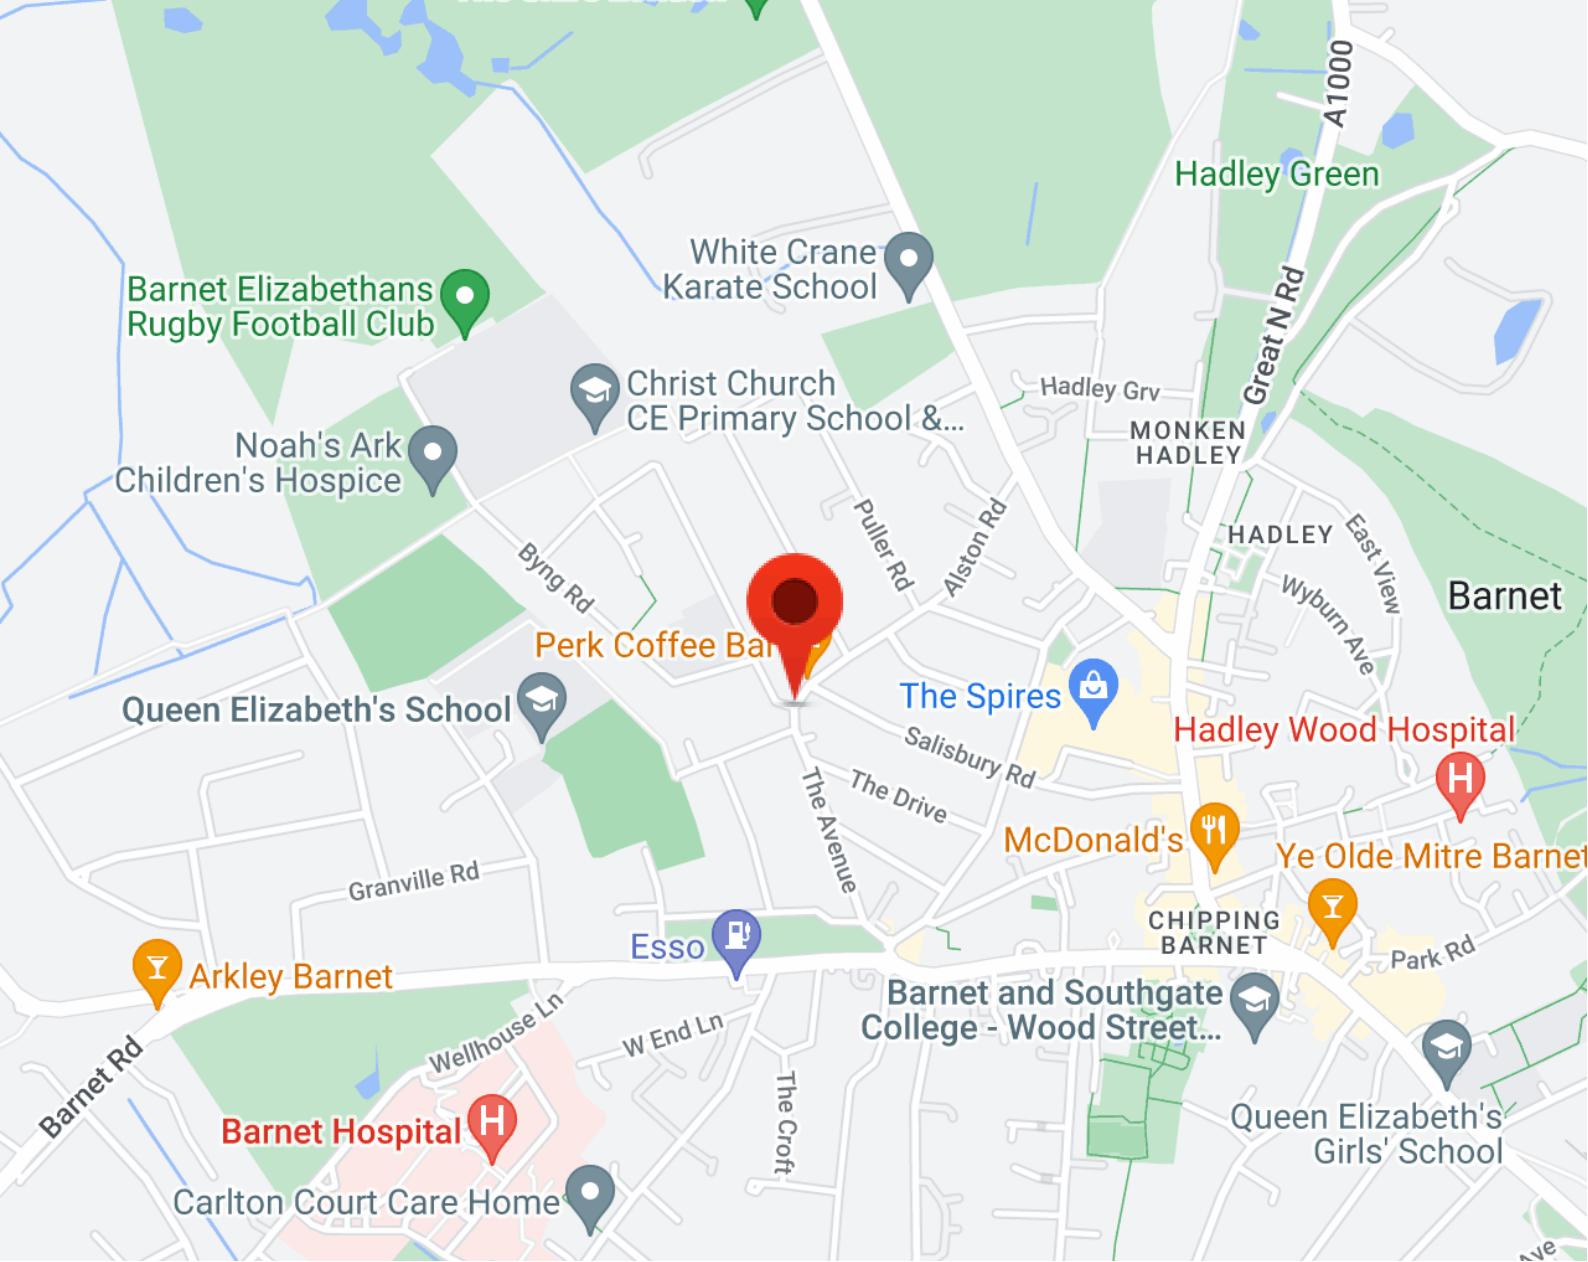 A1000
Hadley Green
White Crane
Karate School
Barnet Elizabethans
Rugby Football Club
Great N Rd
Christ Church
CE Primary School &...
Hadley Grv
MONKEN
HADLEY
Noah's Ark
Children's Hospice
Puller Rd
Alston Rd
HADLEY
East View
Byng Rd
Wyburn Ave
Barnet
Perk Coffee Bar
The Spires
Queen Elizabeth's School
Hadley Wood Hospital
H
Salisbury Rd
The Drive
The Avenue
McDonald's
Ye Olde Mitre Barnet
Granville Rd
CHIPPING
BARNET
Esso
Park Rd
Arkley Barnet
Barnet and Southgate
College - Wood Street...
Wellhouse Ln
W End Ln
Barnet Rd
The Croft
Barnet Hospital
H
Queen Elizabeth's
Girls' School
Carlton Court Care Home
Ave